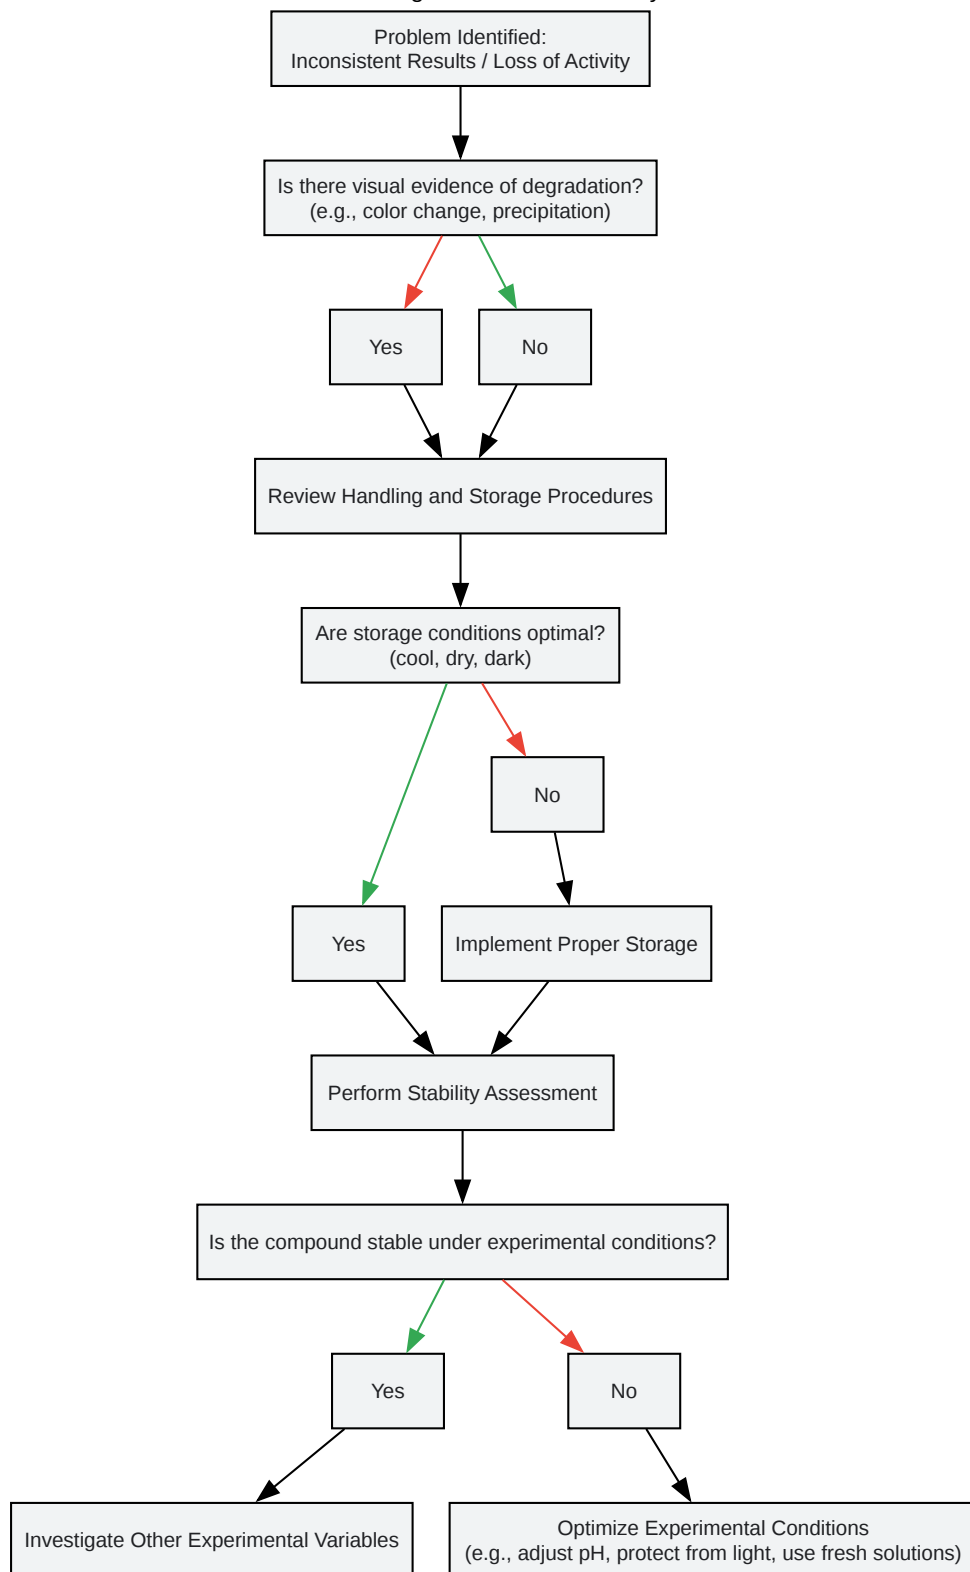 Problem Identified:
Inconsistent Results / Loss of Activity
Is there visual evidence of degradation?
(e.g., color change, precipitation)
Yes
No
Review Handling and Storage Procedures
Are storage conditions optimal?
(cool, dry, dark)
No
Yes
Implement Proper Storage
Perform Stability Assessment
Is the compound stable under experimental conditions?
Yes
No
Investigate Other Experimental Variables
Optimize Experimental Conditions
(e.g., adjust pH, protect from light, use fresh solutions)